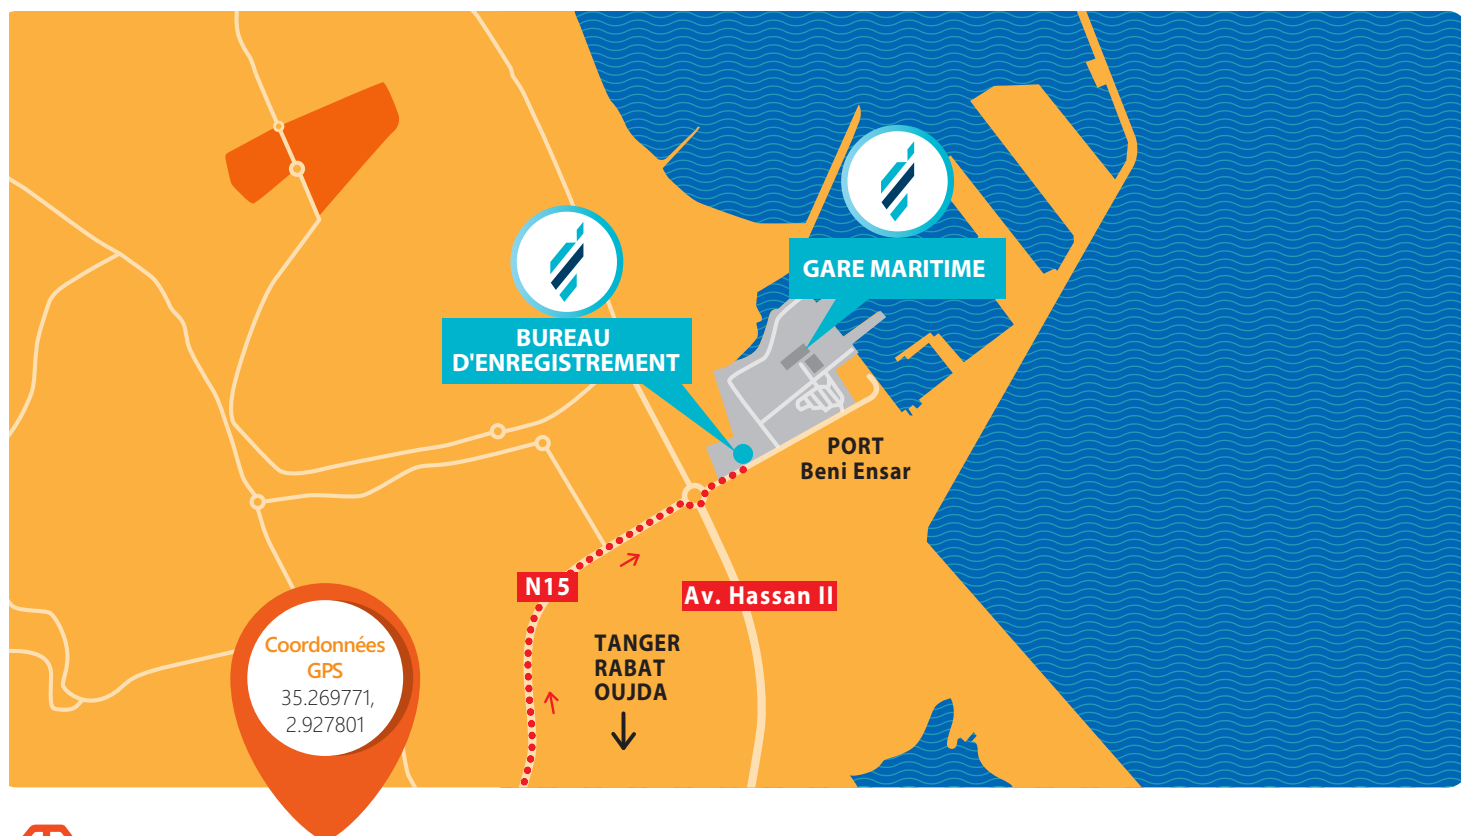 GARE MARITIME
BUREAU
D'ENREGISTREMENT
PORT
Beni Ensar
N15
Av. Hassan II
TANGER
RABAT
OUJDA
Coordonnées
GPS
35.269771,
2.927801